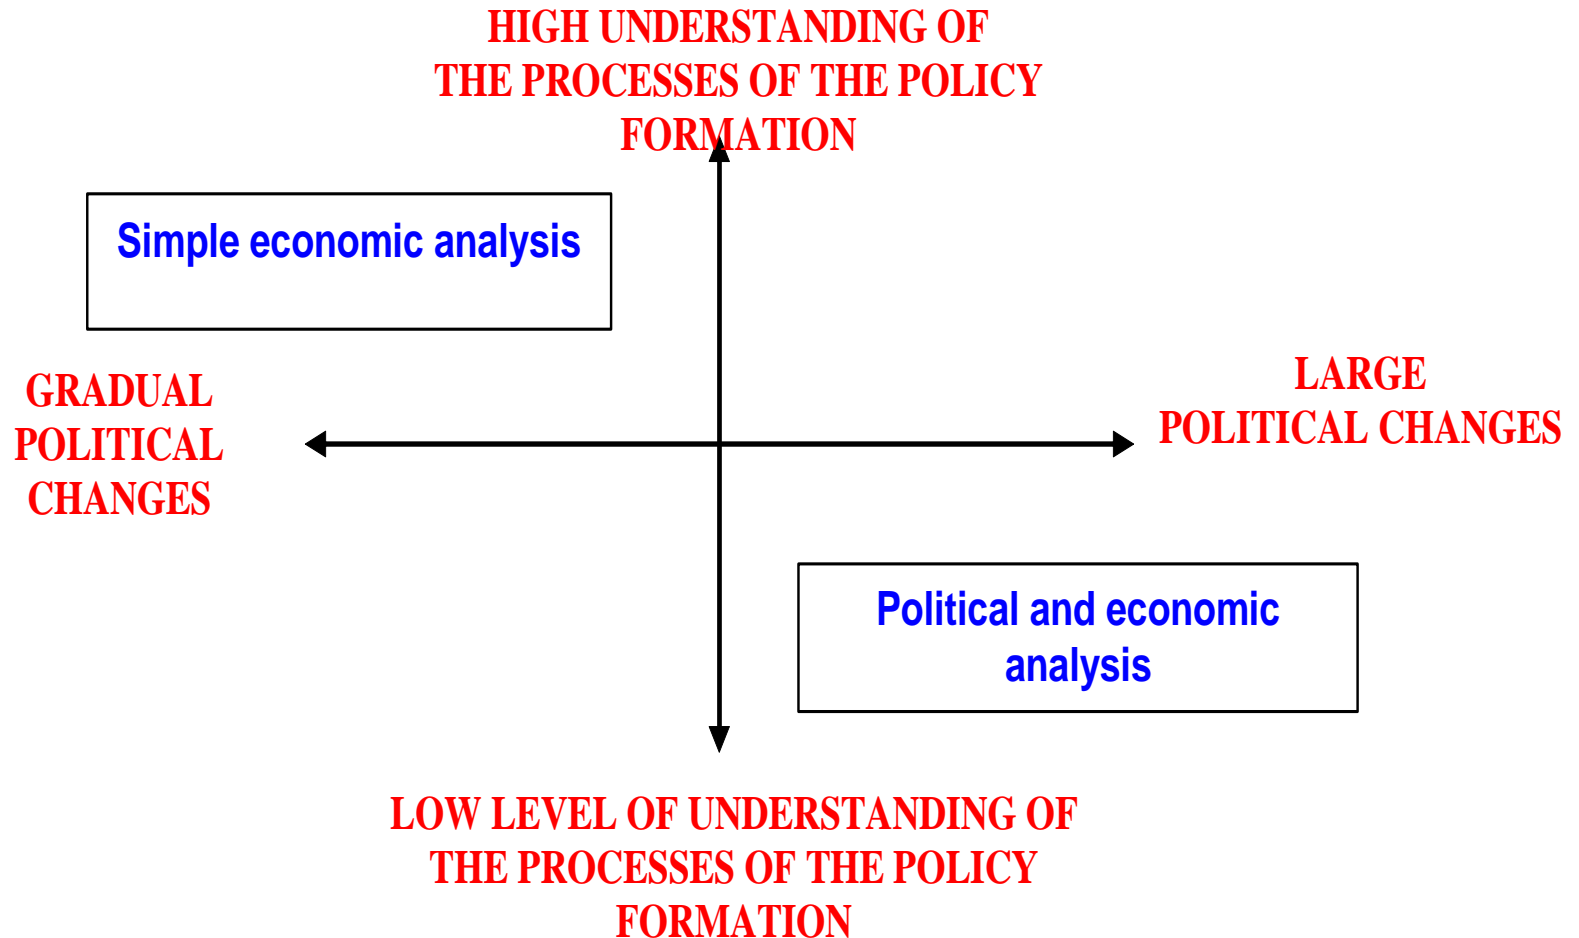 HIGH UNDERSTANDING OF
THE PROCESSES OF THE POLICY
FORMATION
Simple economic analysis
GRADUAL
POLITICAL
CHANGES
LARGE
POLITICAL CHANGES
Political and economic
analysis
LOW LEVEL OF UNDERSTANDING OF
THE PROCESSES OF THE POLICY
FORMATION